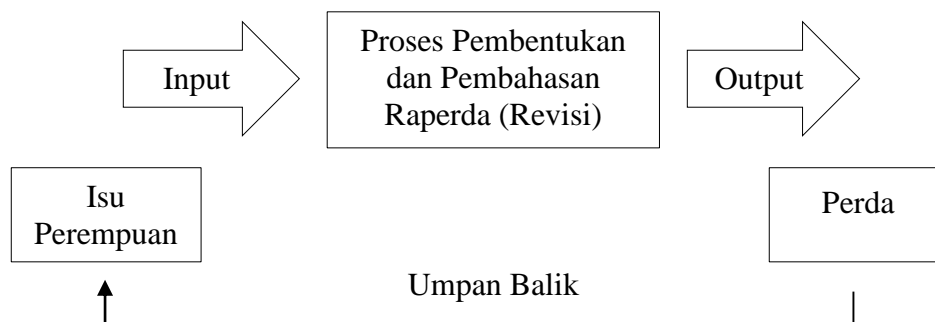 Input
Proses Pembentukan
dan Pembahasan
Raperda (Revisi)
Output
Isu
Perempuan
Perda
Umpan Balik